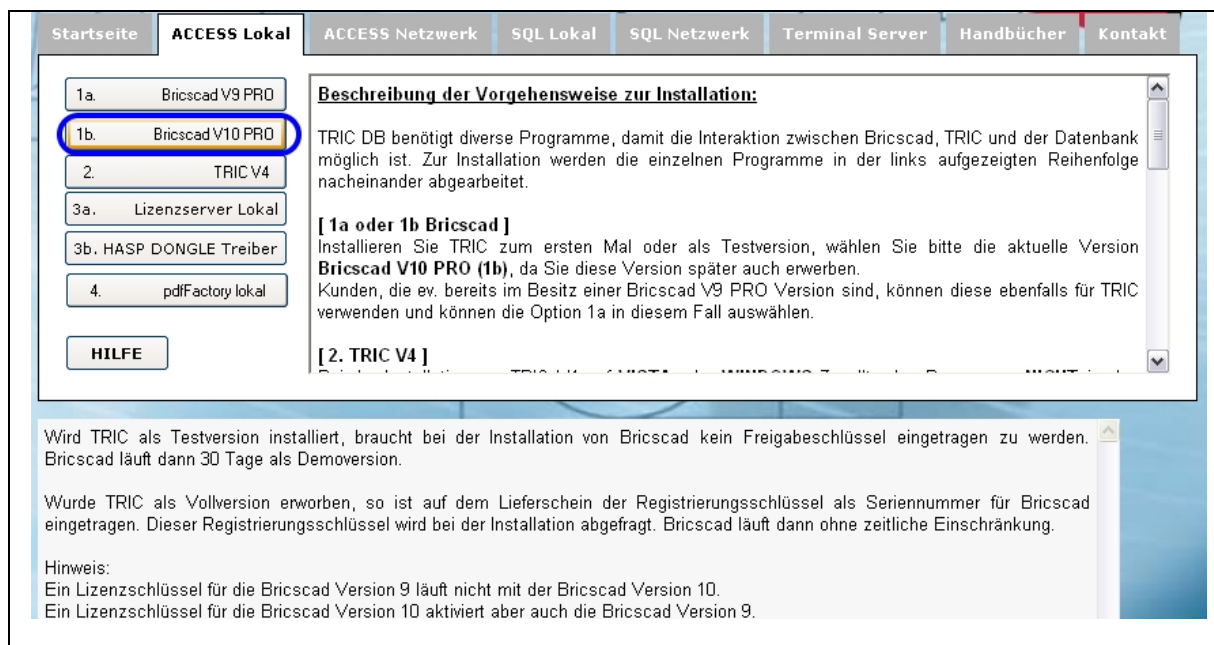 Startseite ACCESS Lokal ACCESS Netzwerk SQL Lokal SQL Netzwerk Terminal Server Handbücher Kontakt
1a. Bricscad V9 PRO
1b. Bricscad V10 PRO
2. TRIC V4
3a. Lizenzserver Lokal
3b. HASP DONGLE Treiber
4. pdfFactory lokal
HILFE
Beschreibung der Vorgehensweise zur Installation:
TRIC DB benötigt diverse Programme, damit die Interaktion zwischen Bricscad, TRIC und der Datenbank
möglich ist. Zur Installation werden die einzelnen Programme in der links aufgezeigten Reihenfolge
nacheinander abgearbeitet.
[ 1a oder 1b Bricscad ]
Installieren Sie TRIC zum ersten Mal oder als Testversion, wählen Sie bitte die aktuelle Version
Bricscad V10 PRO (1b), da Sie diese Version später auch erwerben.
Kunden, die ev. bereits im Besitz einer Bricscad V9 PRO Version sind, können diese ebenfalls für TRIC
verwenden und können die Option 1a in diesem Fall auswählen.
[ 2. TRIC V4 ]
Wird TRIC als Testversion installiert, braucht bei der Installation von Bricscad kein Freigabeschlüssel eingetragen zu werden.
Bricscad läuft dann 30 Tage als Demoversion.
Wurde TRIC als Vollversion erworben, so ist auf dem Lieferschein der Registrierungsschlüssel als Seriennummer für Bricscad
eingetragen. Dieser Registrierungsschlüssel wird bei der Installation abgefragt. Bricscad läuft dann ohne zeitliche Einschränkung.
Hinweis:
Ein Lizenzschlüssel für die Bricscad Version 9 läuft nicht mit der Bricscad Version 10.
Ein Lizenzschlüssel für die Bricscad Version 10 aktiviert aber auch die Bricscad Version 9.